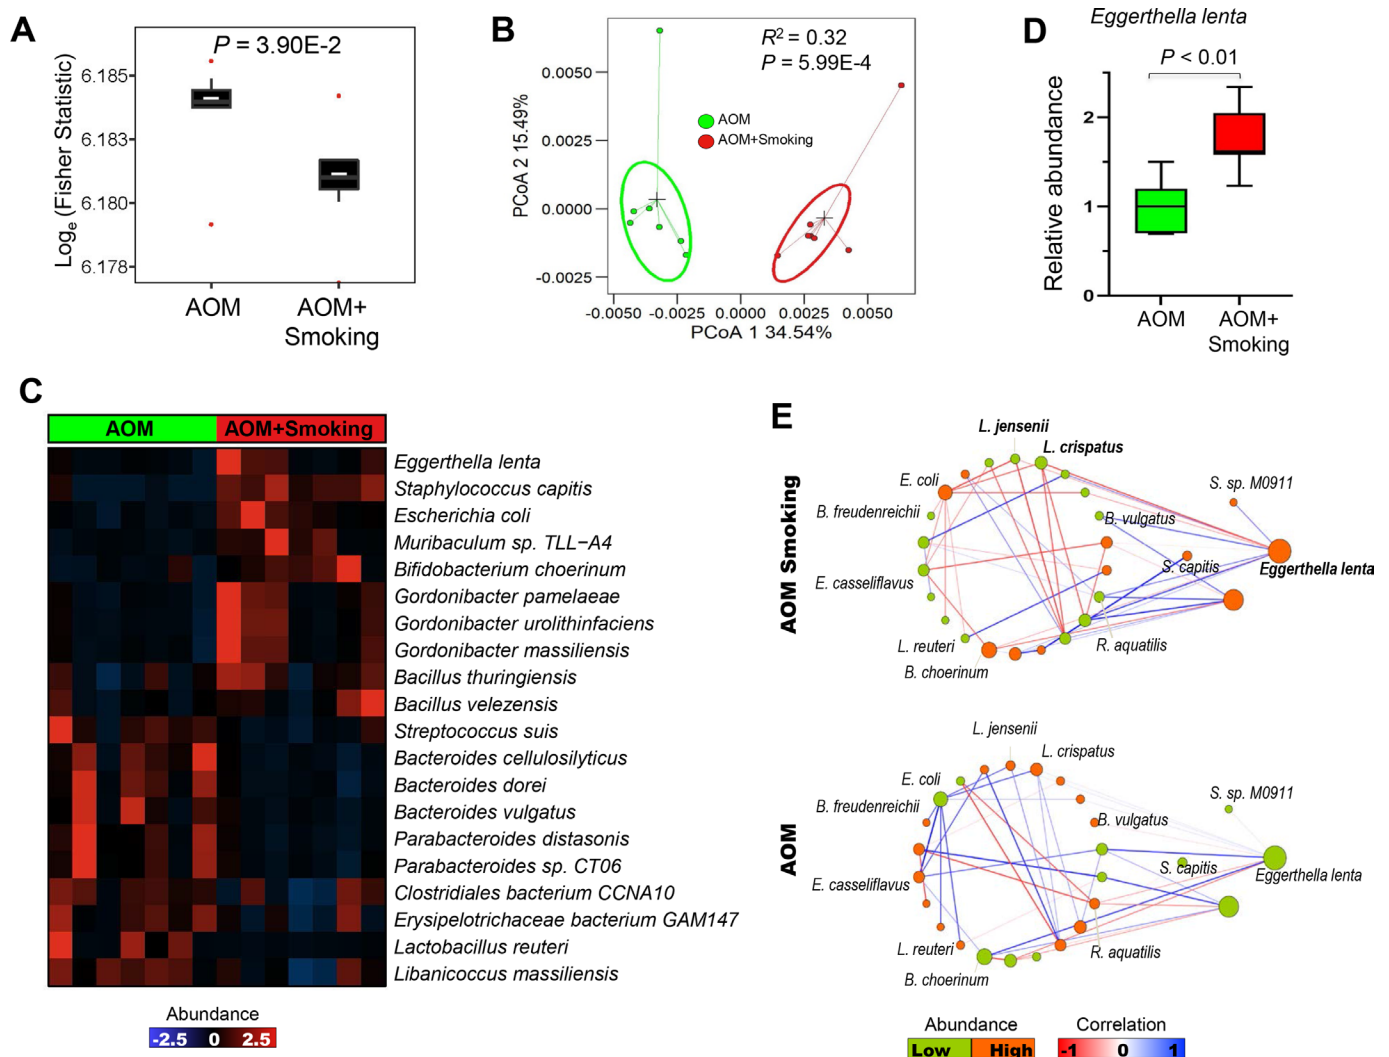 A
P = 3.90E-2
Logₑ (Fisher Statistic)
6.185
6.183
6.180
6.178
AOM
AOM+
Smoking
B
R² = 0.32
P = 5.99E-4
AOM
AOM+Smoking
PCoA 2 15.49%
0.0050
0.0025
0.0000
-0.0025
-0.0050
-0.0025
0.0000
0.0025
0.0050
PCoA 1 34.54%
D
Eggerthella lenta
P < 0.01
Relative abundance
2
1
0
AOM
AOM+
Smoking
C
AOM
AOM+Smoking
Eggerthella lenta
Staphylococcus capitis
Escherichia coli
Muribaculum sp. TLL−A4
Bifidobacterium choerinum
Gordonibacter pamelaeae
Gordonibacter urolithinfaciens
Gordonibacter massiliensis
Bacillus thuringiensis
Bacillus velezensis
Streptococcus suis
Bacteroides cellulosilyticus
Bacteroides dorei
Bacteroides vulgatus
Parabacteroides distasonis
Parabacteroides sp. CT06
Clostridiales bacterium CCNA10
Erysipelotrichaceae bacterium GAM147
Lactobacillus reuteri
Libanicoccus massiliensis
Abundance
-2.5 0 2.5
E
AOM Smoking
L. jensenii
L. crispatus
E. coli
S. sp. M0911
B. freudenreichii
B. vulgatus
S. capitis
Eggerthella lenta
E. casseliflavus
L. reuteri
R. aquatilis
B. choerinum
AOM
L. jensenii
L. crispatus
E. coli
S. sp. M0911
B. freudenreichii
B. vulgatus
S. capitis
Eggerthella lenta
E. casseliflavus
L. reuteri
R. aquatilis
B. choerinum
Abundance
Low High
Correlation
-1 0 1